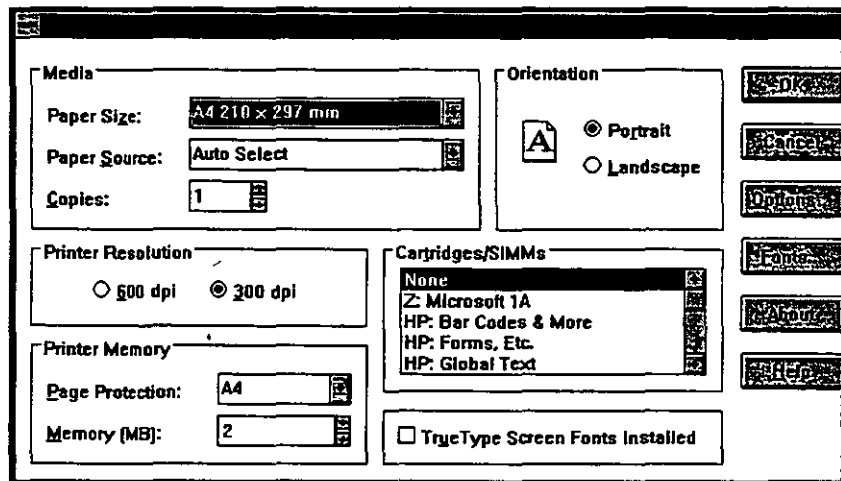 Media
Paper Size: A4 210 × 297 mm
Paper Source: Auto Select
Copies: 1
Orientation
A
Portrait
Landscape
OK
Cancel
Options
Fonts
About
Help
Printer Resolution
600 dpi 300 dpi
Cartridges/SIMMs
None
Z: Microsoft 1A
HP: Bar Codes & More
HP: Forms, Etc.
HP: Global Text
Printer Memory
Page Protection: A4
Memory (MB): 2
TrueType Screen Fonts Installed